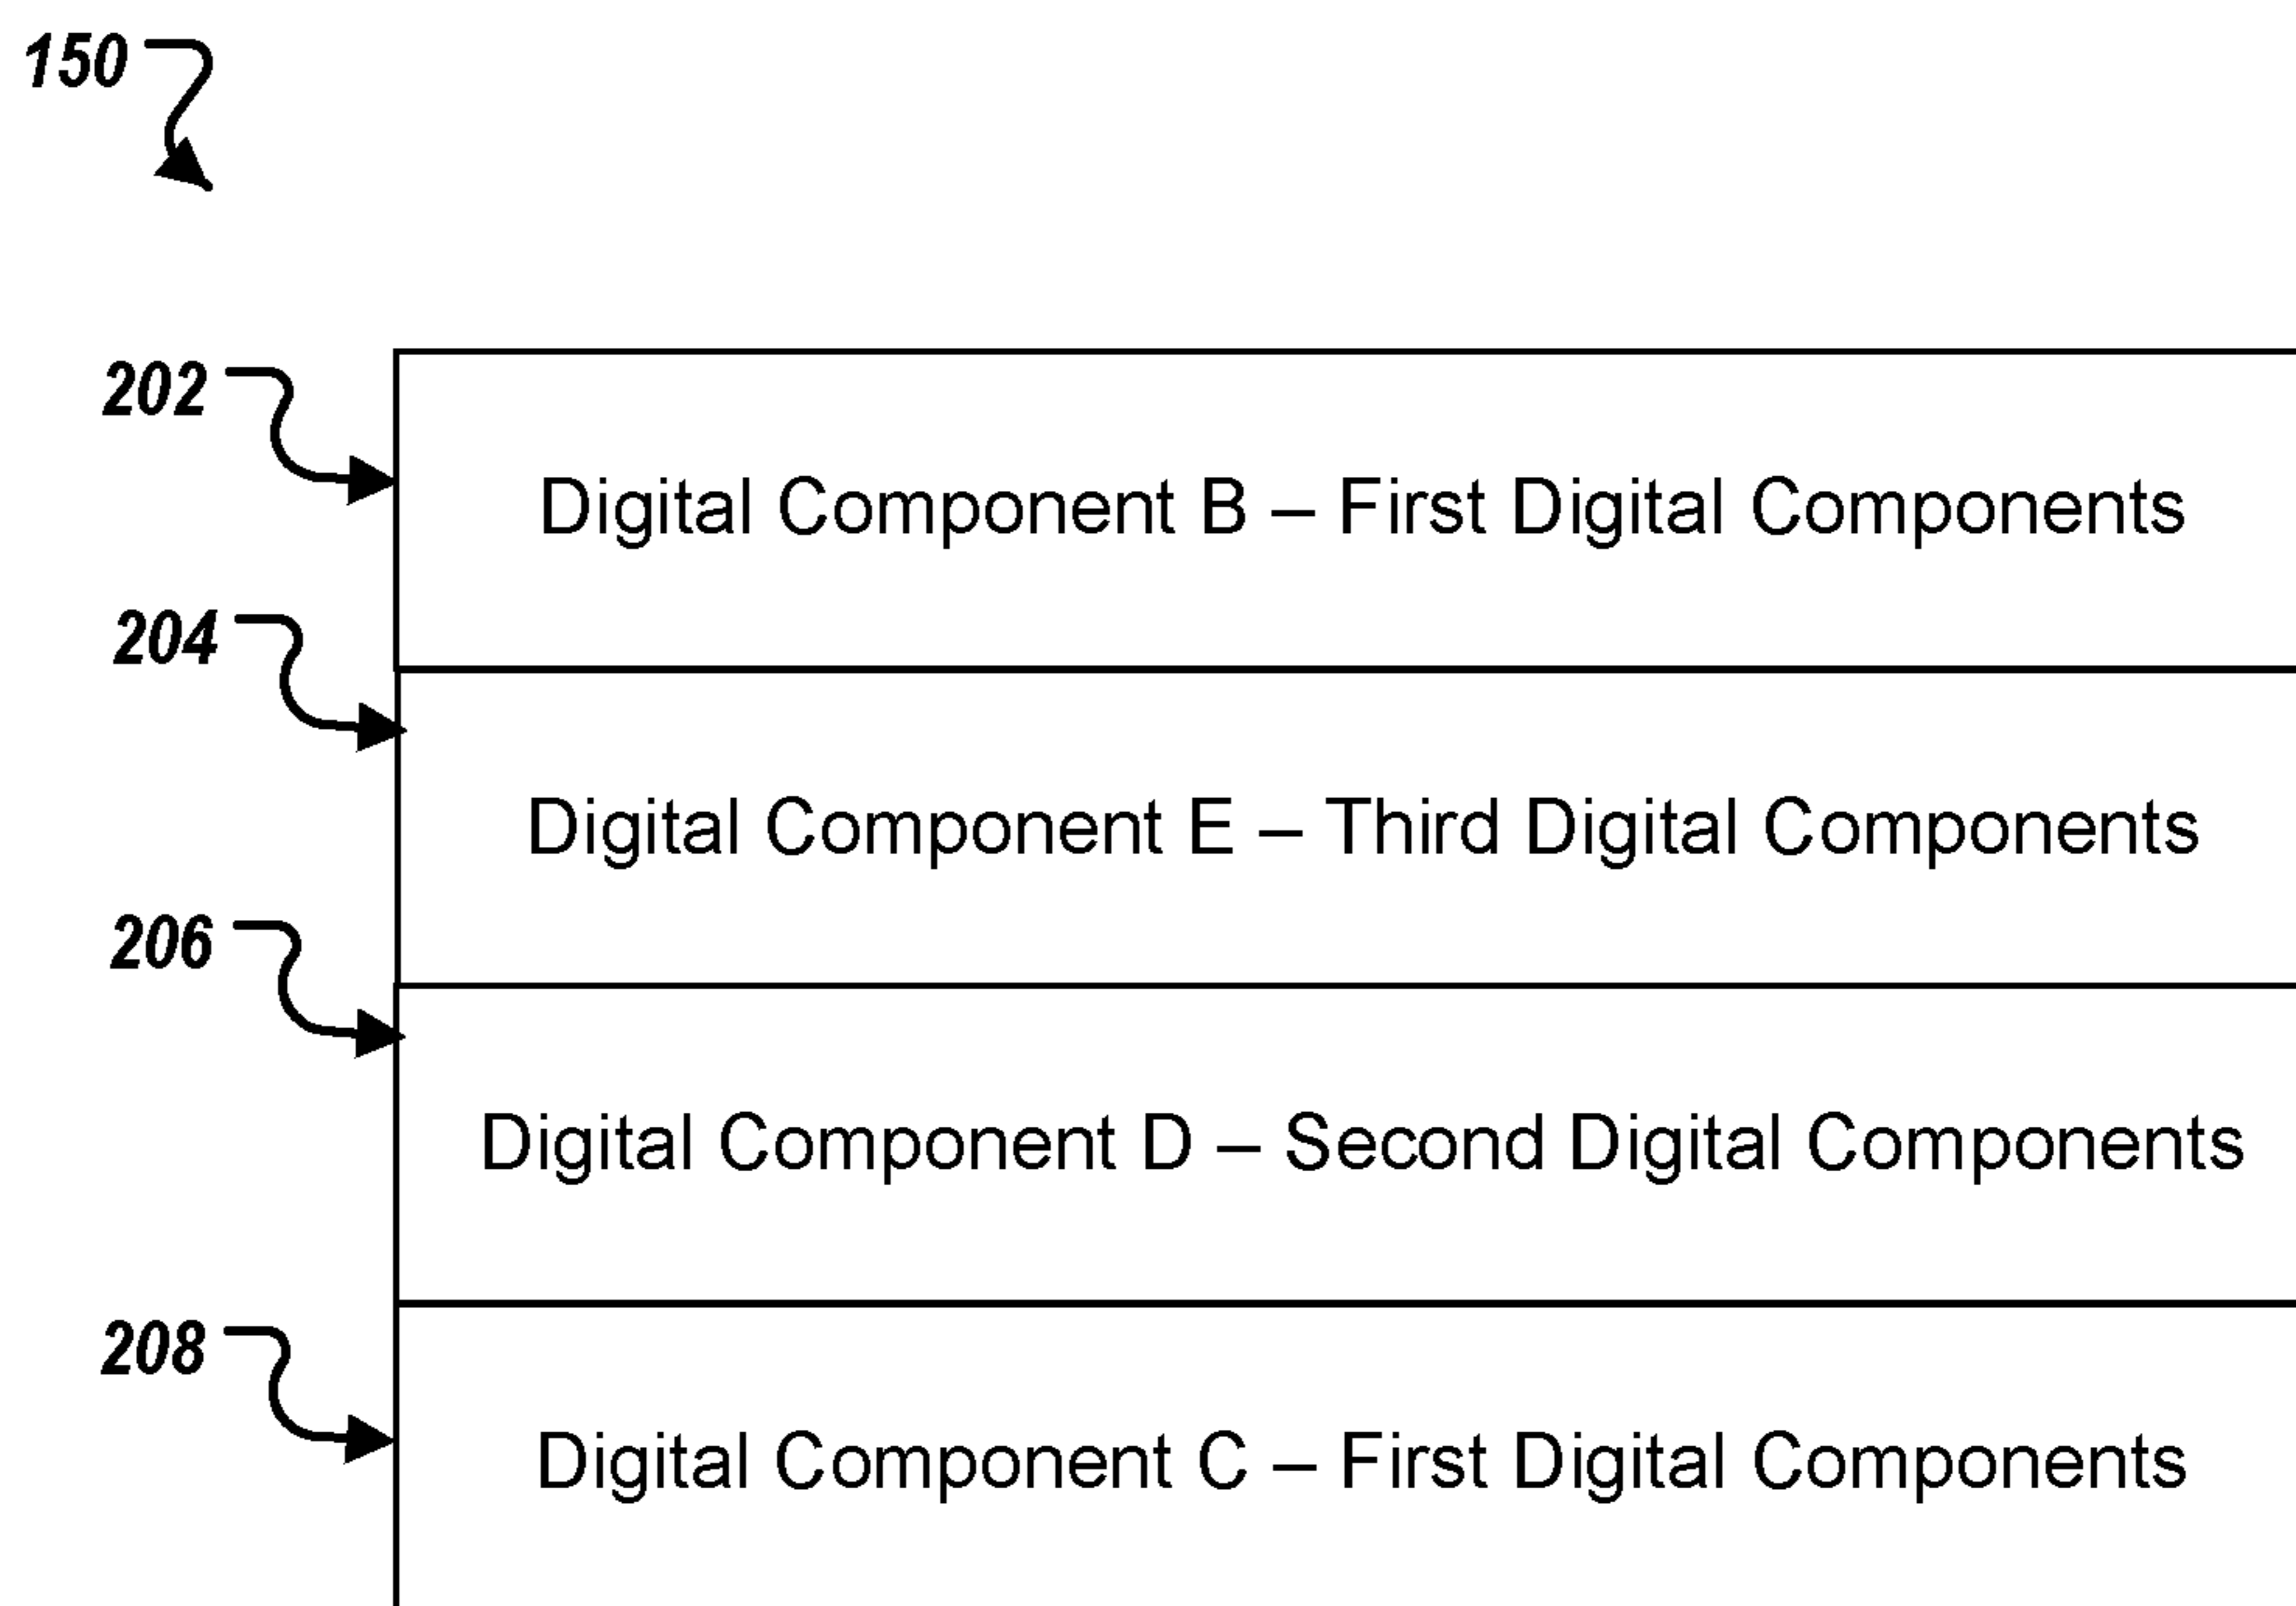 150
202
Digital Component B – First Digital Components
204
Digital Component E – Third Digital Components
206
Digital Component D – Second Digital Components
208
Digital Component C – First Digital Components